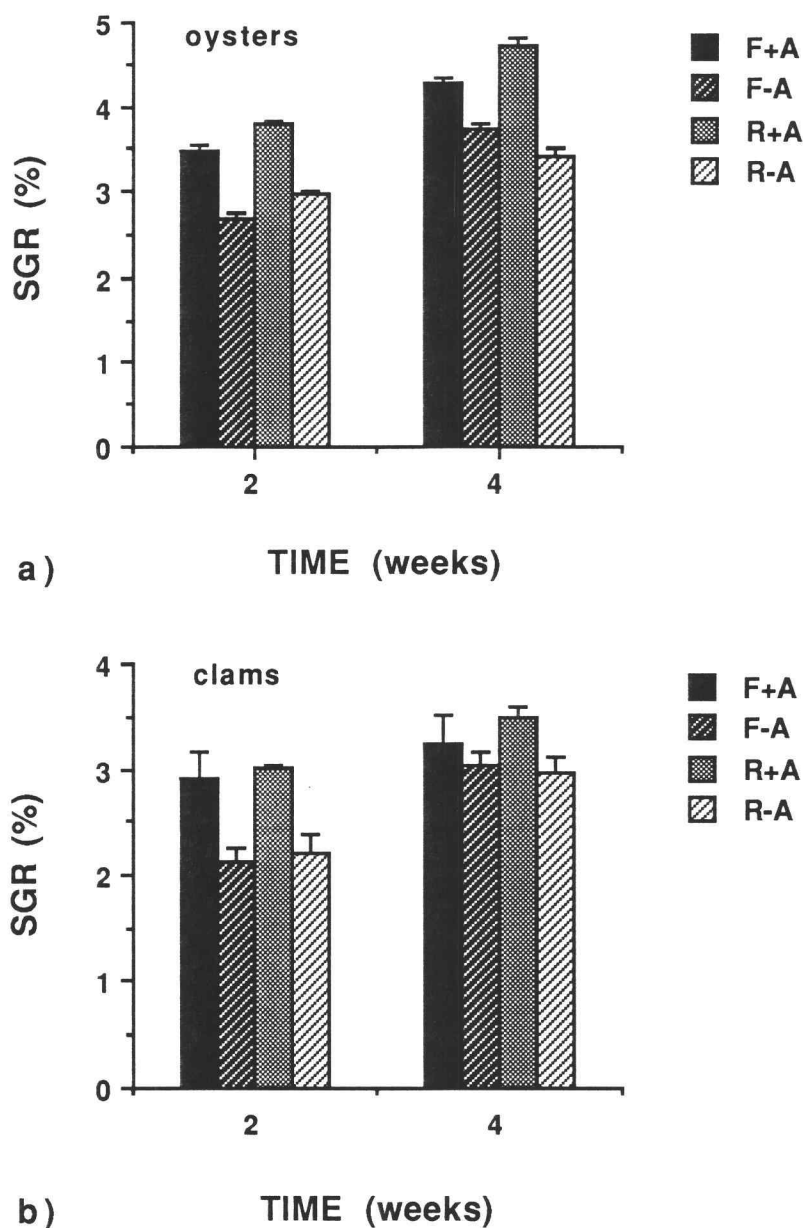 oysters
SGR (%)
5
4
3
2
1
0
2
4
TIME (weeks)
a)
F+A
F-A
R+A
R-A
clams
SGR (%)
4
3
2
1
0
2
4
TIME (weeks)
b)
F+A
F-A
R+A
R-A